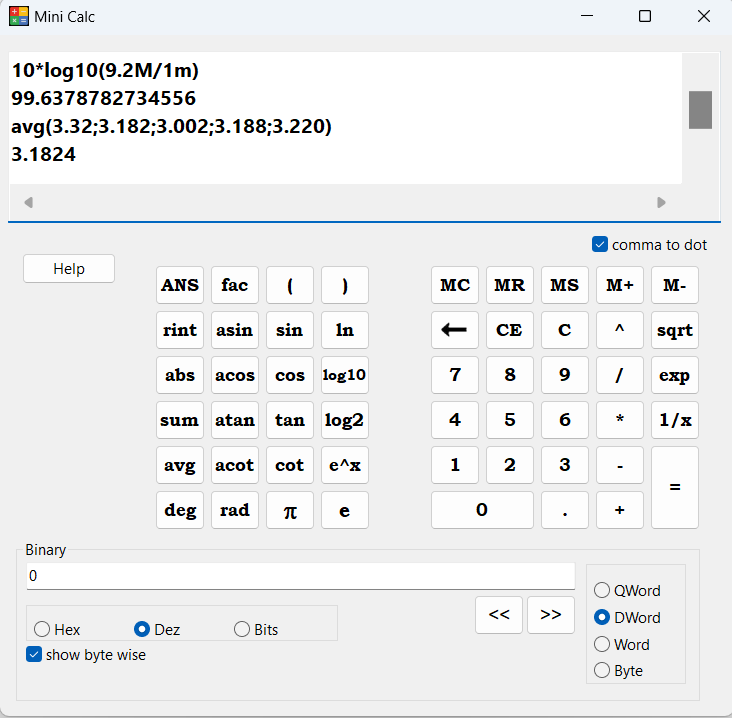 Mini Calc
10*log10(9.2M/1m)
99.6378782734556
avg(3.32;3.182;3.002;3.188;3.220)
3.1824
comma to dot
Help
ANS fac ( ) MC MR MS M+ M-
rint asin sin ln ← CE C ^ sqrt
abs acos cos log10 7 8 9 / exp
sum atan tan log2 4 5 6 * 1/x
avg acot cot e^x 1 2 3 - =
deg rad π e 0 . +
Binary
0
<< >>
QWord
DWord
Word
Byte
Hex Dez Bits
show byte wise